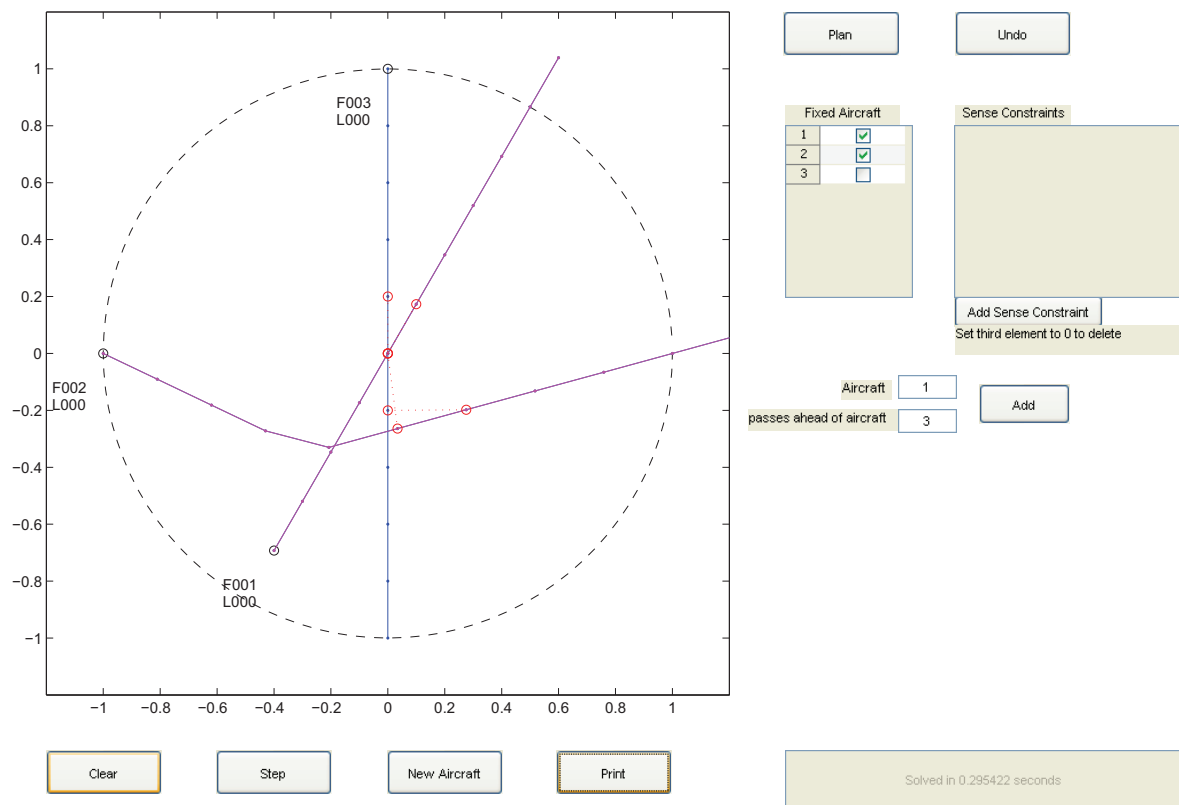 1
0.8
0.6
0.4
0.2
0
−0.2
−0.4
−0.6
−0.8
−1
−1
−0.8
−0.6
−0.4
−0.2
0
0.2
0.4
0.6
0.8
1
F003
L000
F002
L000
F001
L000
Plan
Undo
Fixed Aircraft
Sense Constraints
1
2
3
Add Sense Constraint
Set third element to 0 to delete
Aircraft 1
passes ahead of aircraft 3
Add
Clear
Step
New Aircraft
Print
Solved in 0.295422 seconds